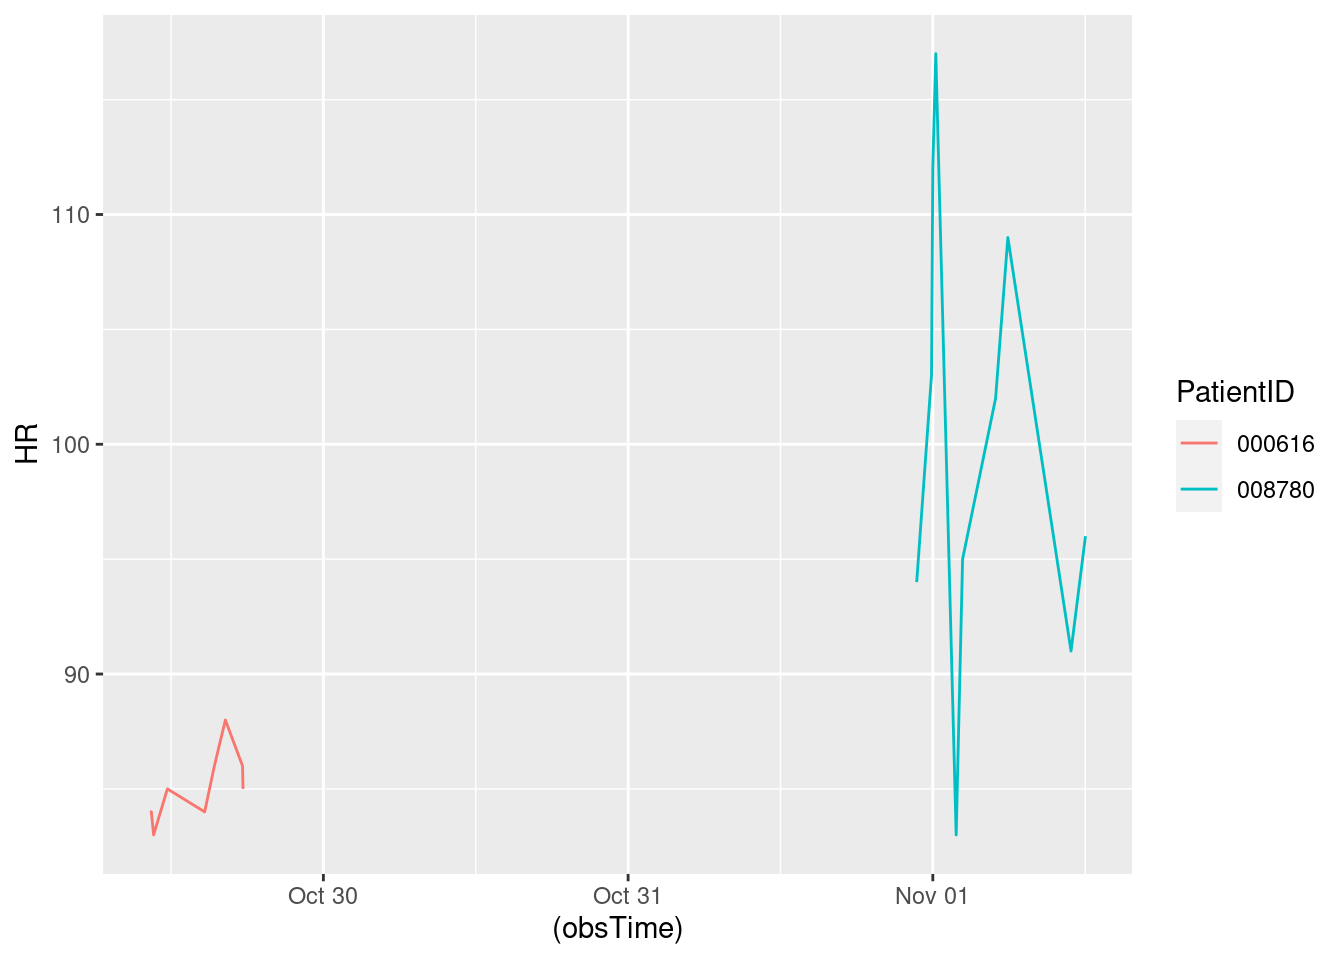 HR
110
100
90
Oct 30
Oct 31
Nov 01
(obsTime)
PatientID
000616
008780